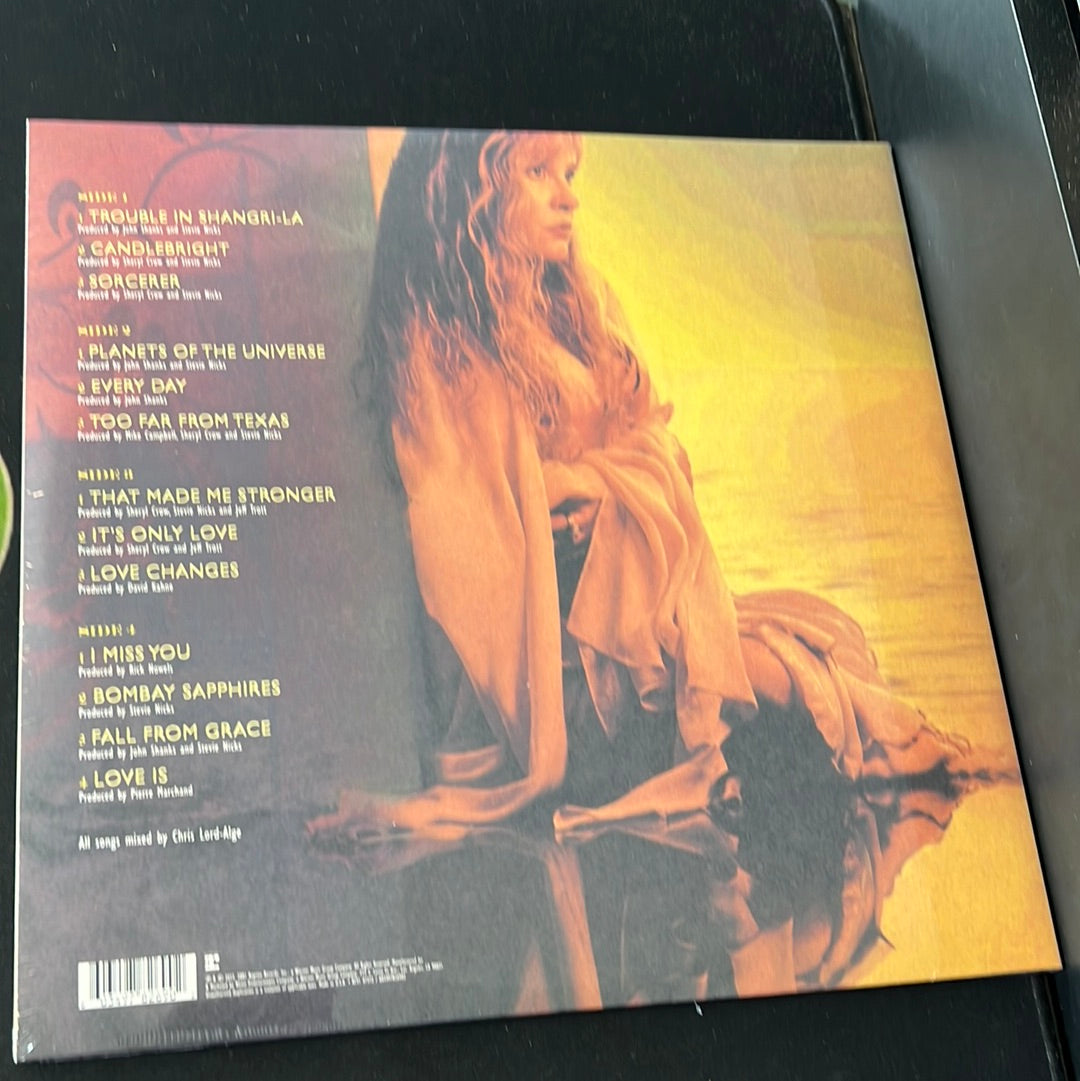 SIDE 1
1 TROUBLE IN SHANGRI-LA
Produced by John Shanks and Stevie Nicks
2 CANDLEBRIGHT
Produced by Sheryl Crow and Stevie Nicks
3 SORCERER
Produced by Sheryl Crow and Stevie Nicks
SIDE 2
1 PLANETS OF THE UNIVERSE
Produced by John Shanks and Stevie Nicks
2 EVERY DAY
Produced by John Shanks
3 TOO FAR FROM TEXAS
Produced by Mike Campbell, Sheryl Crow and Stevie Nicks
SIDE 3
1 THAT MADE ME STRONGER
Produced by Sheryl Crow, Stevie Nicks and Jeff Trott
2 IT'S ONLY LOVE
Produced by Sheryl Crow and Jeff Trott
3 LOVE CHANGES
Produced by David Kahne
SIDE 4
1 I MISS YOU
Produced by Rick Nowels
2 BOMBAY SAPPHIRES
Produced by Stevie Nicks
3 FALL FROM GRACE
Produced by John Shanks and Stevie Nicks
4 LOVE IS
Produced by Pierre Marchand
All songs mixed by Chris Lord-Alge